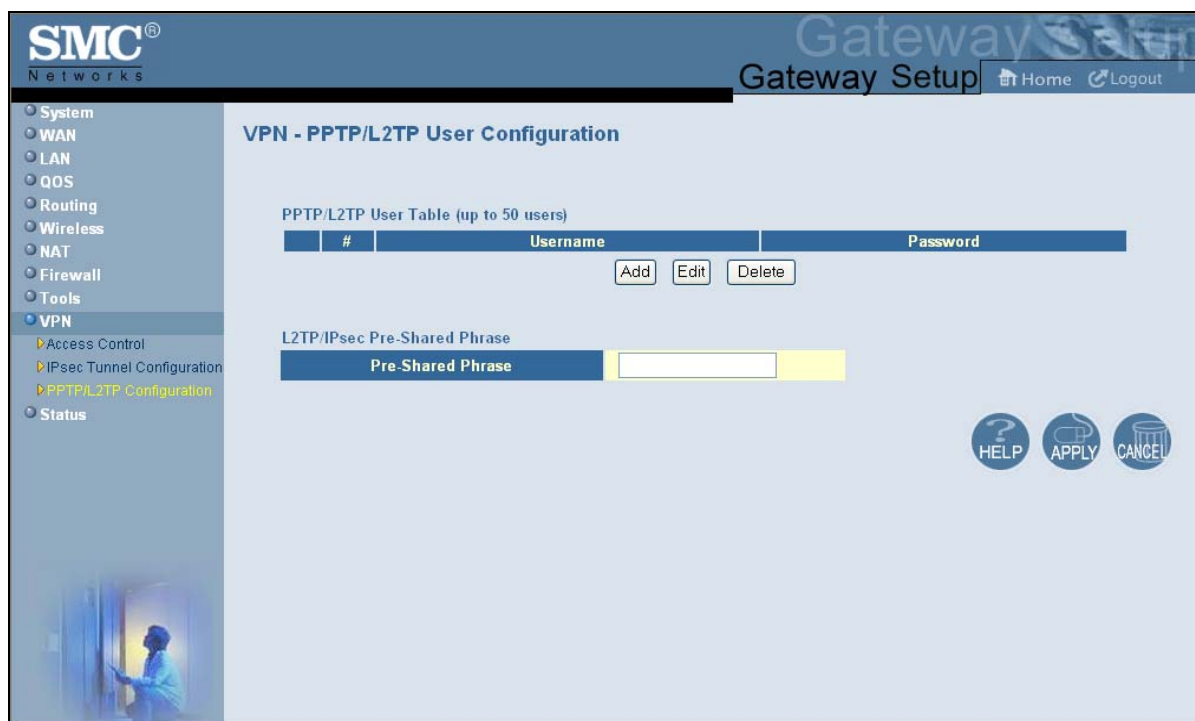 SMC®
Networks
Gateway Setup
Gateway Setup
Home
Logout
System
WAN
LAN
QOS
Routing
Wireless
NAT
Firewall
Tools
VPN
Access Control
IPsec Tunnel Configuration
PPTP/L2TP Configuration
Status
VPN - PPTP/L2TP User Configuration
PPTP/L2TP User Table (up to 50 users)
# Username Password
Add Edit Delete
L2TP/IPsec Pre-Shared Phrase
Pre-Shared Phrase
HELP APPLY CANCEL